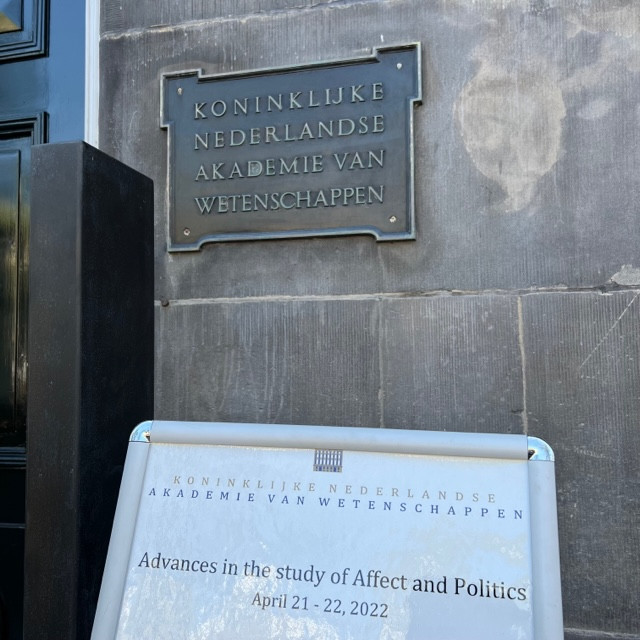 KONINKLIJKE
NEDERLANDSE
AKADEMIE VAN
WETENSCHAPPEN
KONINKLIJKE NEDERLANDSE
AKADEMIE VAN WETENSCHAPPEN
Advances in the study of Affect and Politics
April 21 - 22, 2022